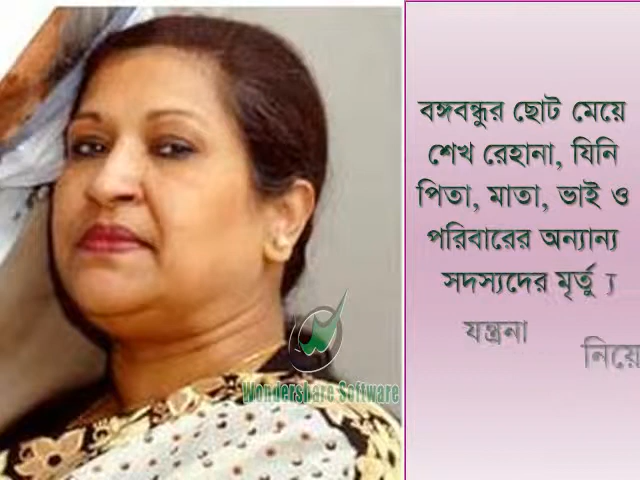 বঙ্গবন্ধুর ছোট মেয়ে
শেখ রেহানা, যিনি
পিতা, মাতা, ভাই ও
পরিবারের অন্যান্য
সদস্যদের মৃর্তু্য
যন্ত্রনা
নিয়ে
Wondershare Software